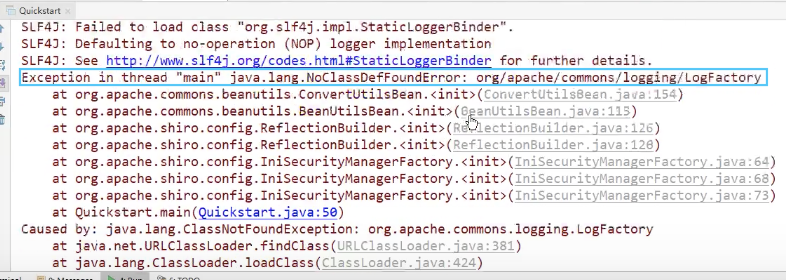 Quickstart
SLF4J: Failed to load class "org.slf4j.impl.StaticLoggerBinder".
SLF4J: Defaulting to no-operation (NOP) logger implementation
SLF4J: See http://www.slf4j.org/codes.html#StaticLoggerBinder for further details.
Exception in thread "main" java.lang.NoClassDefFoundError: org/apache/commons/logging/LogFactory
at org.apache.commons.beanutils.ConvertUtilsBean.<init>(ConvertUtilsBean.java:154)
at org.apache.commons.beanutils.BeanUtilsBean.<init>(BeanUtilsBean.java:113)
at org.apache.shiro.config.ReflectionBuilder.<init>(ReflectionBuilder.java:126)
at org.apache.shiro.config.ReflectionBuilder.<init>(ReflectionBuilder.java:120)
at org.apache.shiro.config.IniSecurityManagerFactory.<init>(IniSecurityManagerFactory.java:64)
at org.apache.shiro.config.IniSecurityManagerFactory.<init>(IniSecurityManagerFactory.java:68)
at org.apache.shiro.config.IniSecurityManagerFactory.<init>(IniSecurityManagerFactory.java:73)
at Quickstart.main(Quickstart.java:50)
Caused by: java.lang.ClassNotFoundException: org.apache.commons.logging.LogFactory
at java.net.URLClassLoader.findClass(URLClassLoader.java:381)
at java.lang.ClassLoader.loadClass(ClassLoader.java:424)